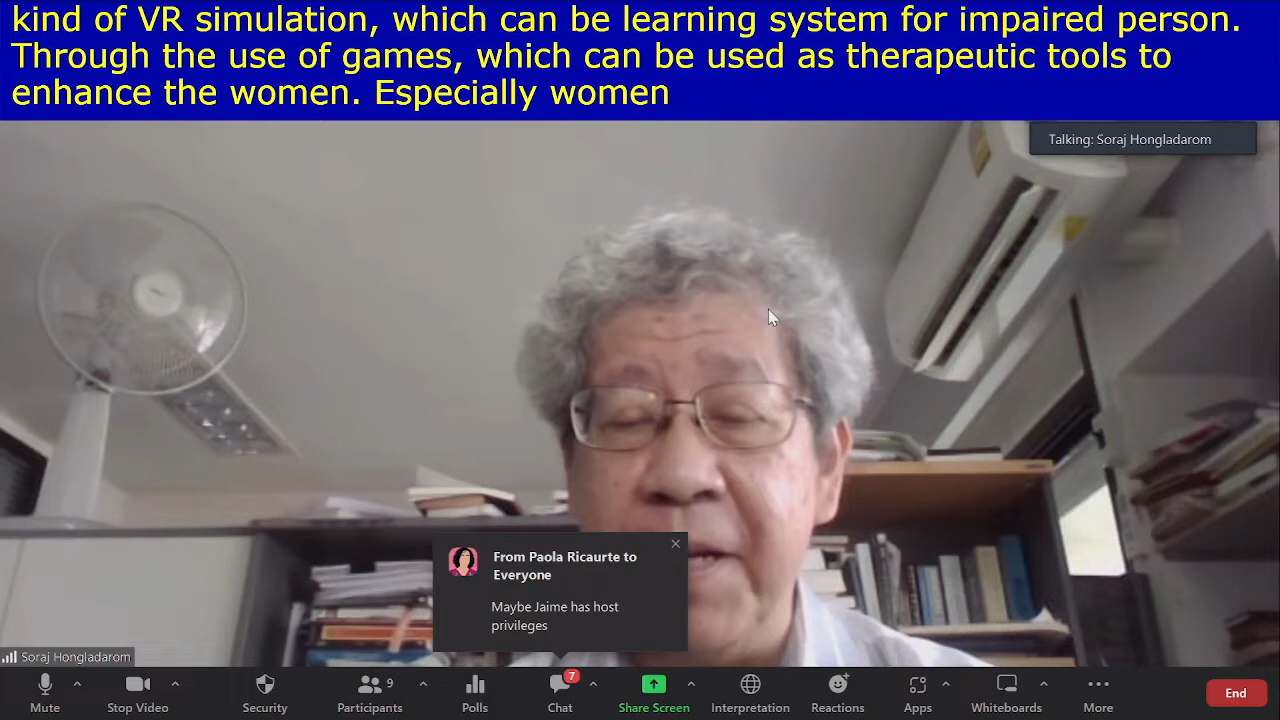 kind of VR simulation, which can be learning system for impaired person.
Through the use of games, which can be used as therapeutic tools to
enhance the women. Especially women
Talking: Soraj Hongladarom
From Paola Ricaurte to
Everyone
Maybe Jaime has host
privileges
Soraj Hongladarom
9
7
Mute
Stop Video
Security
Participants
Polls
Chat
Share Screen
Interpretation
Reactions
Apps
Whiteboards
More
End